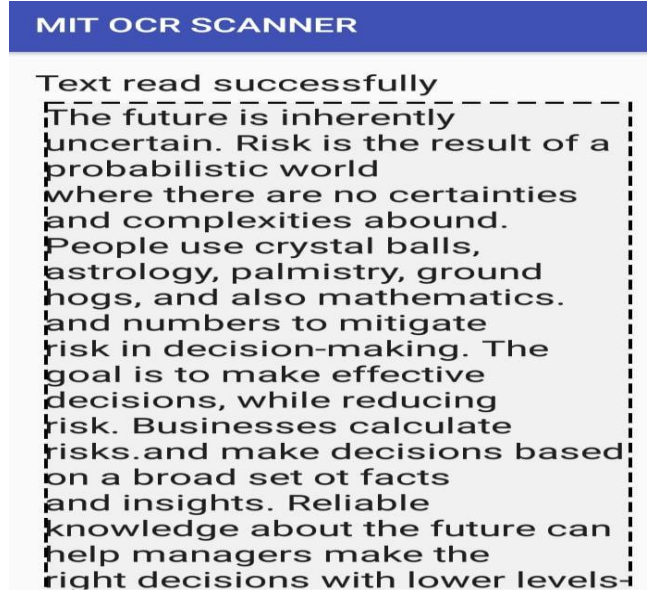 MIT OCR SCANNER
Text read successfully
The future is inherently
uncertain. Risk is the result of a
probabilistic world
where there are no certainties
and complexities abound.
People use crystal balls,
astrology, palmistry, ground
hogs, and also mathematics.
and numbers to mitigate
risk in decision-making. The
goal is to make effective
decisions, while reducing
risk. Businesses calculate
risks.and make decisions based
on a broad set ot facts
and insights. Reliable
knowledge about the future can
help managers make the
right decisions with lower levels-